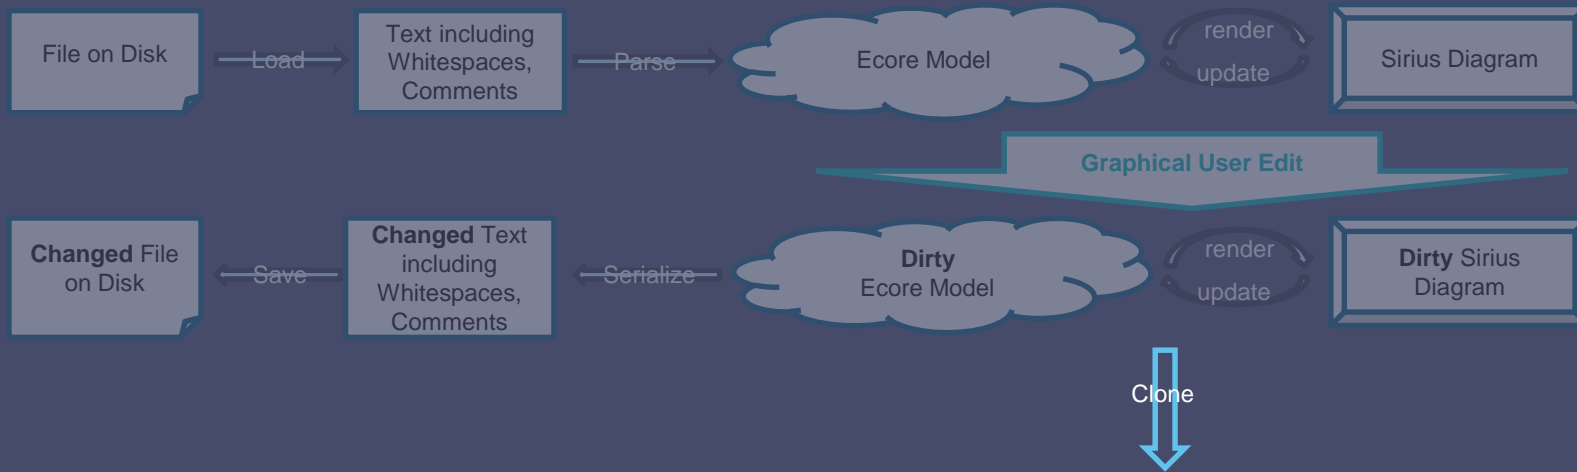 File on Disk
Load
Text including
Whitespaces,
Comments
Parse
Ecore Model
render
update
Sirius Diagram
Graphical User Edit
Changed File
on Disk
Save
Changed Text
including
Whitespaces,
Comments
Serialize
Dirty
Ecore Model
render
update
Dirty Sirius
Diagram
Clone